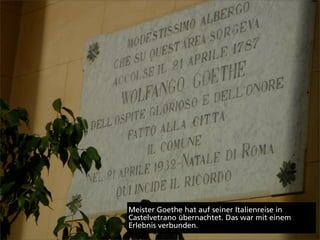 MODESTISSIMO ALBERGO
CHE SU QUEST'AREA SORGEVA
ACCOLSE IL 21 APRILE 1787
WOLFANGO GOETHE
DELL'OSPITE GLORIOSO E DELL'ONORE
FATTO ALLA CITTÀ
IL COMUNE
NEL 21 APRILE 1932-NATALE DI ROMA
QUI INCIDE IL RICORDO
Meister Goethe hat auf seiner Italienreise in
Castelvetrano übernachtet. Das war mit einem
Erlebnis verbunden.